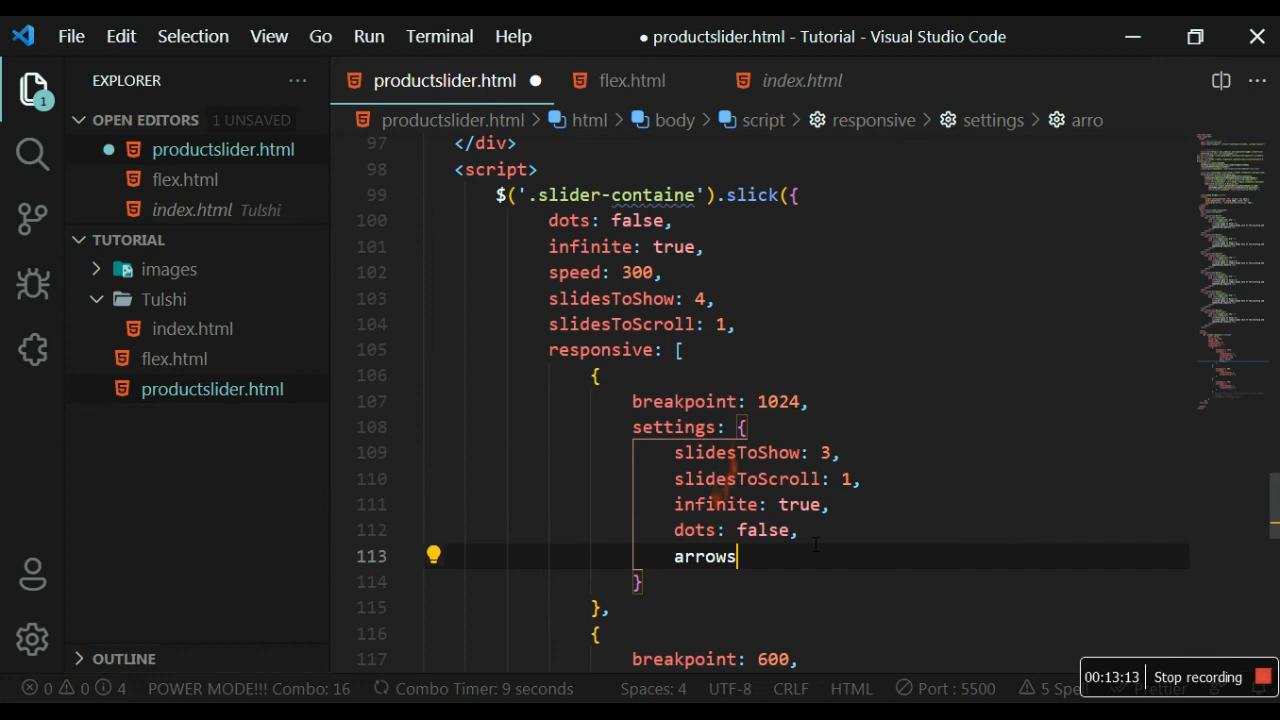 File Edit Selection View Go Run Terminal Help
● productslider.html - Tutorial - Visual Studio Code
EXPLORER
OPEN EDITORS 1 UNSAVED
productslider.html
flex.html
index.html Tulshi
TUTORIAL
images
Tulshi
index.html
flex.html
productslider.html
OUTLINE
1
productslider.html flex.html index.html
productslider.html > html > body > script > responsive > settings > arro
97 </div>
98 <script>
99 $('.slider-containe').slick({
100 dots: false,
101 infinite: true,
102 speed: 300,
103 slidesToShow: 4,
104 slidesToScroll: 1,
105 responsive: [
106 {
107 breakpoint: 1024,
108 settings: {
109 slidesToShow: 3,
110 slidesToScroll: 1,
111 infinite: true,
112 dots: false,
113 arrows
114 }
115 },
116 {
117 breakpoint: 600,
0 0 4 POWER MODE!!! Combo: 16 Combo Timer: 9 seconds Spaces: 4 UTF-8 CRLF HTML Port : 5500 5 Spe Prettier
00:13:13 Stop recording